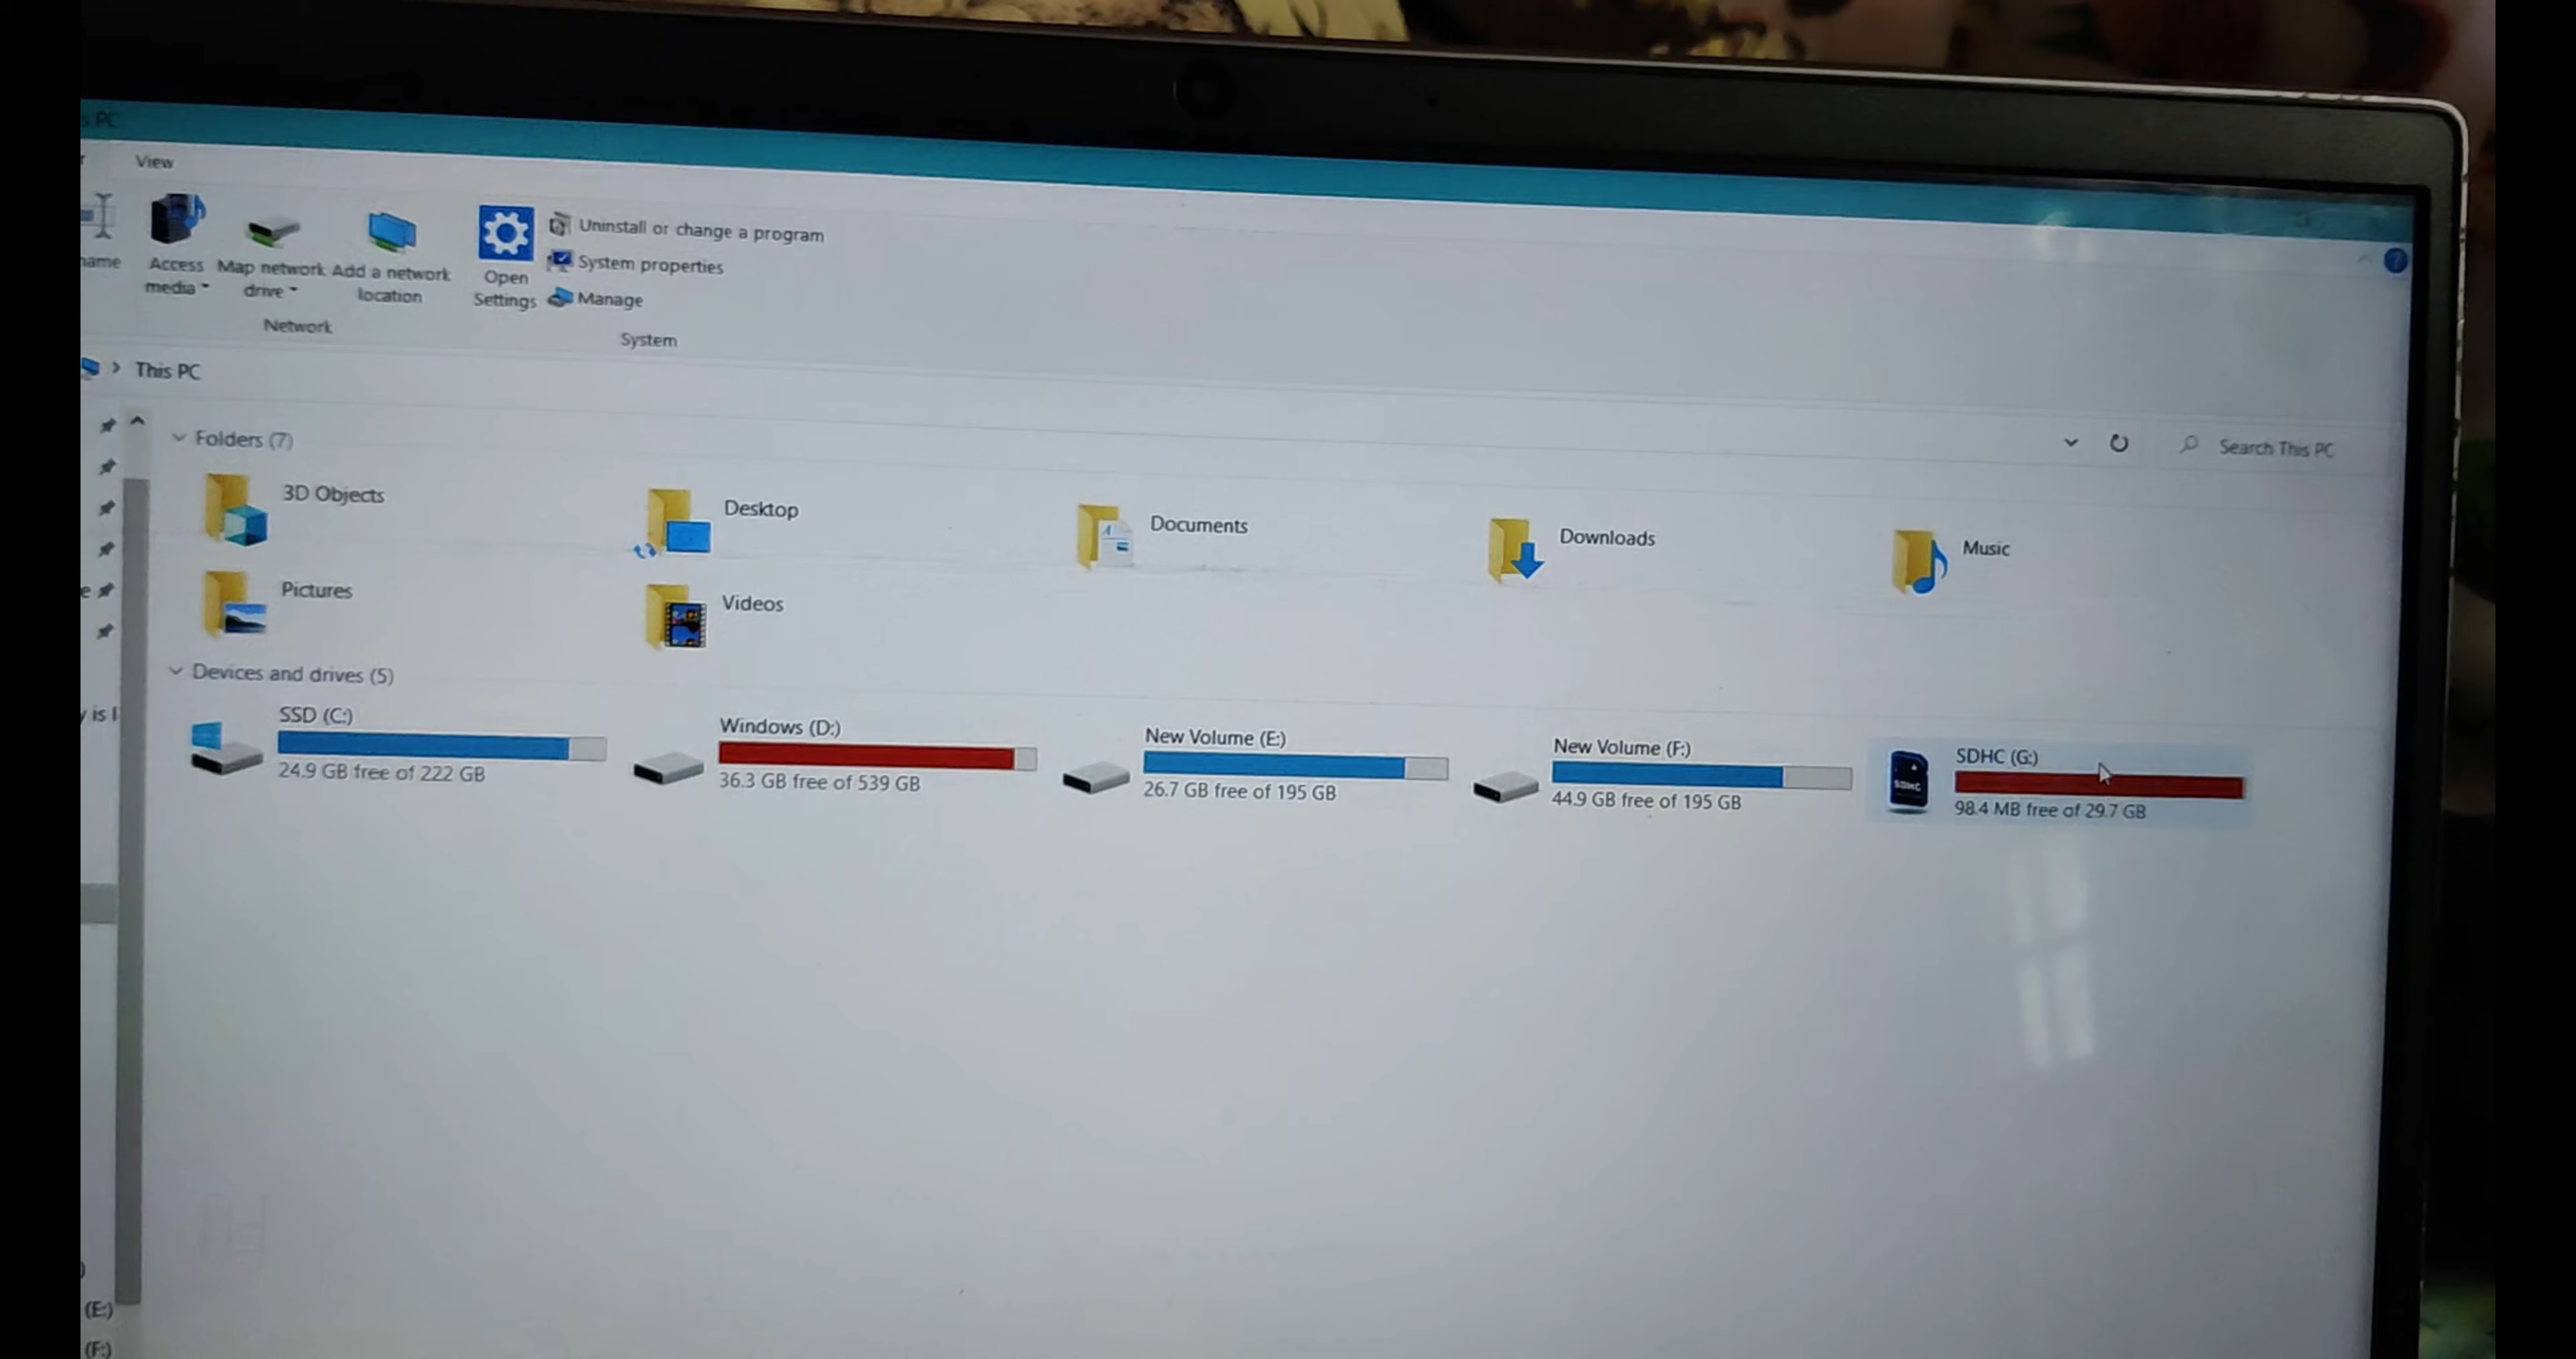 s PC
View
name
Access media
Map network drive
Add a network location
Open Settings
Uninstall or change a program
System properties
Manage
Network
System
This PC
Search This PC
Folders (7)
3D Objects
Desktop
Documents
Downloads
Music
Pictures
Videos
Devices and drives (5)
SSD (C:)
24.9 GB free of 222 GB
Windows (D:)
36.3 GB free of 539 GB
New Volume (E:)
26.7 GB free of 195 GB
New Volume (F:)
44.9 GB free of 195 GB
SDHC
SDHC (G:)
98.4 MB free of 29.7 GB
y is l
(E:)
(F:)